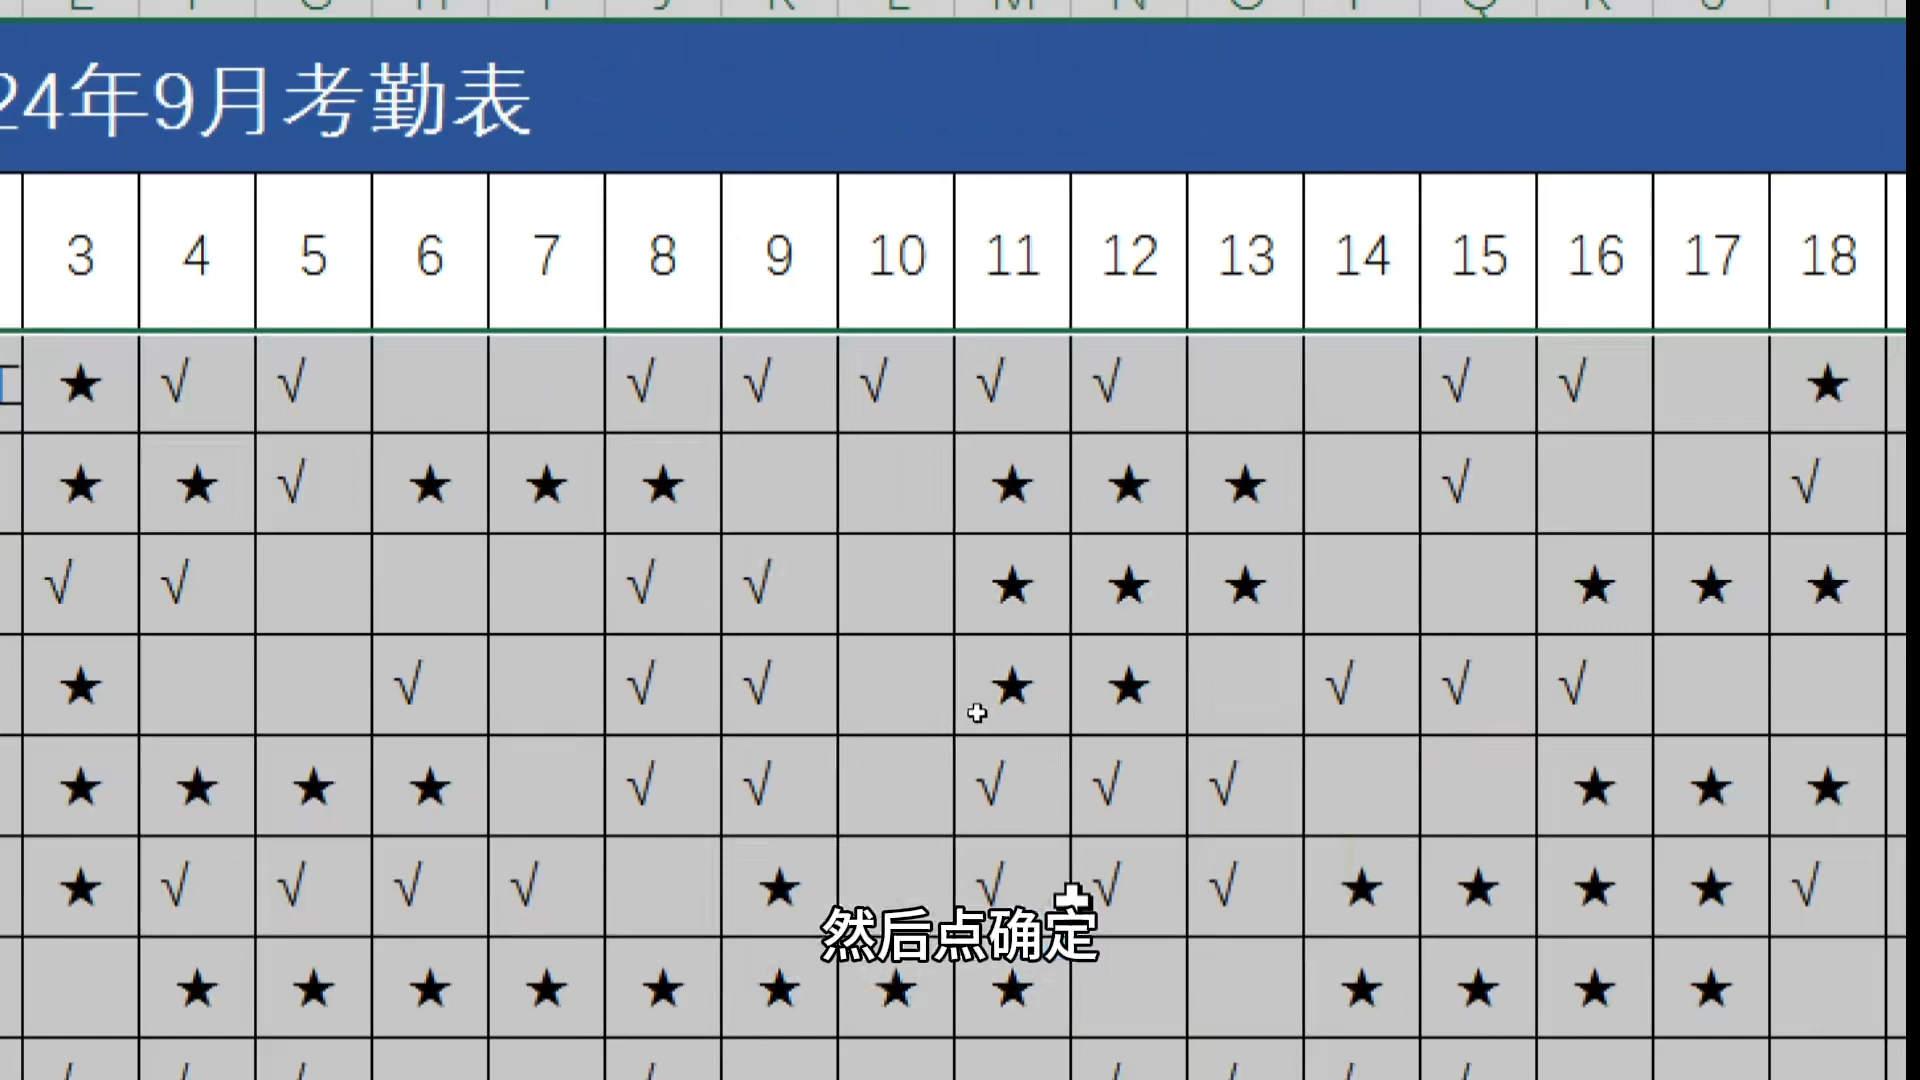 24年9月考勤表
3 4 5 6 7 8 9 10 11 12 13 14 15 16 17 18
★ √ √ √ √ √ √ √ √ √ ★
★ ★ √ ★ ★ ★ ★ ★ ★ √ √
√ √ √ √ ★ ★ ★ ★ ★ ★
★ √ √ √ ★ ★ √ √ √
★ ★ ★ ★ √ √ √ √ √ ★ ★ ★
★ √ √ √ √ ★ √ √ √ ★ ★ ★ ★ √
然后点确定
★ ★ ★ ★ ★ ★ ★ ★ ★ ★ ★ ★